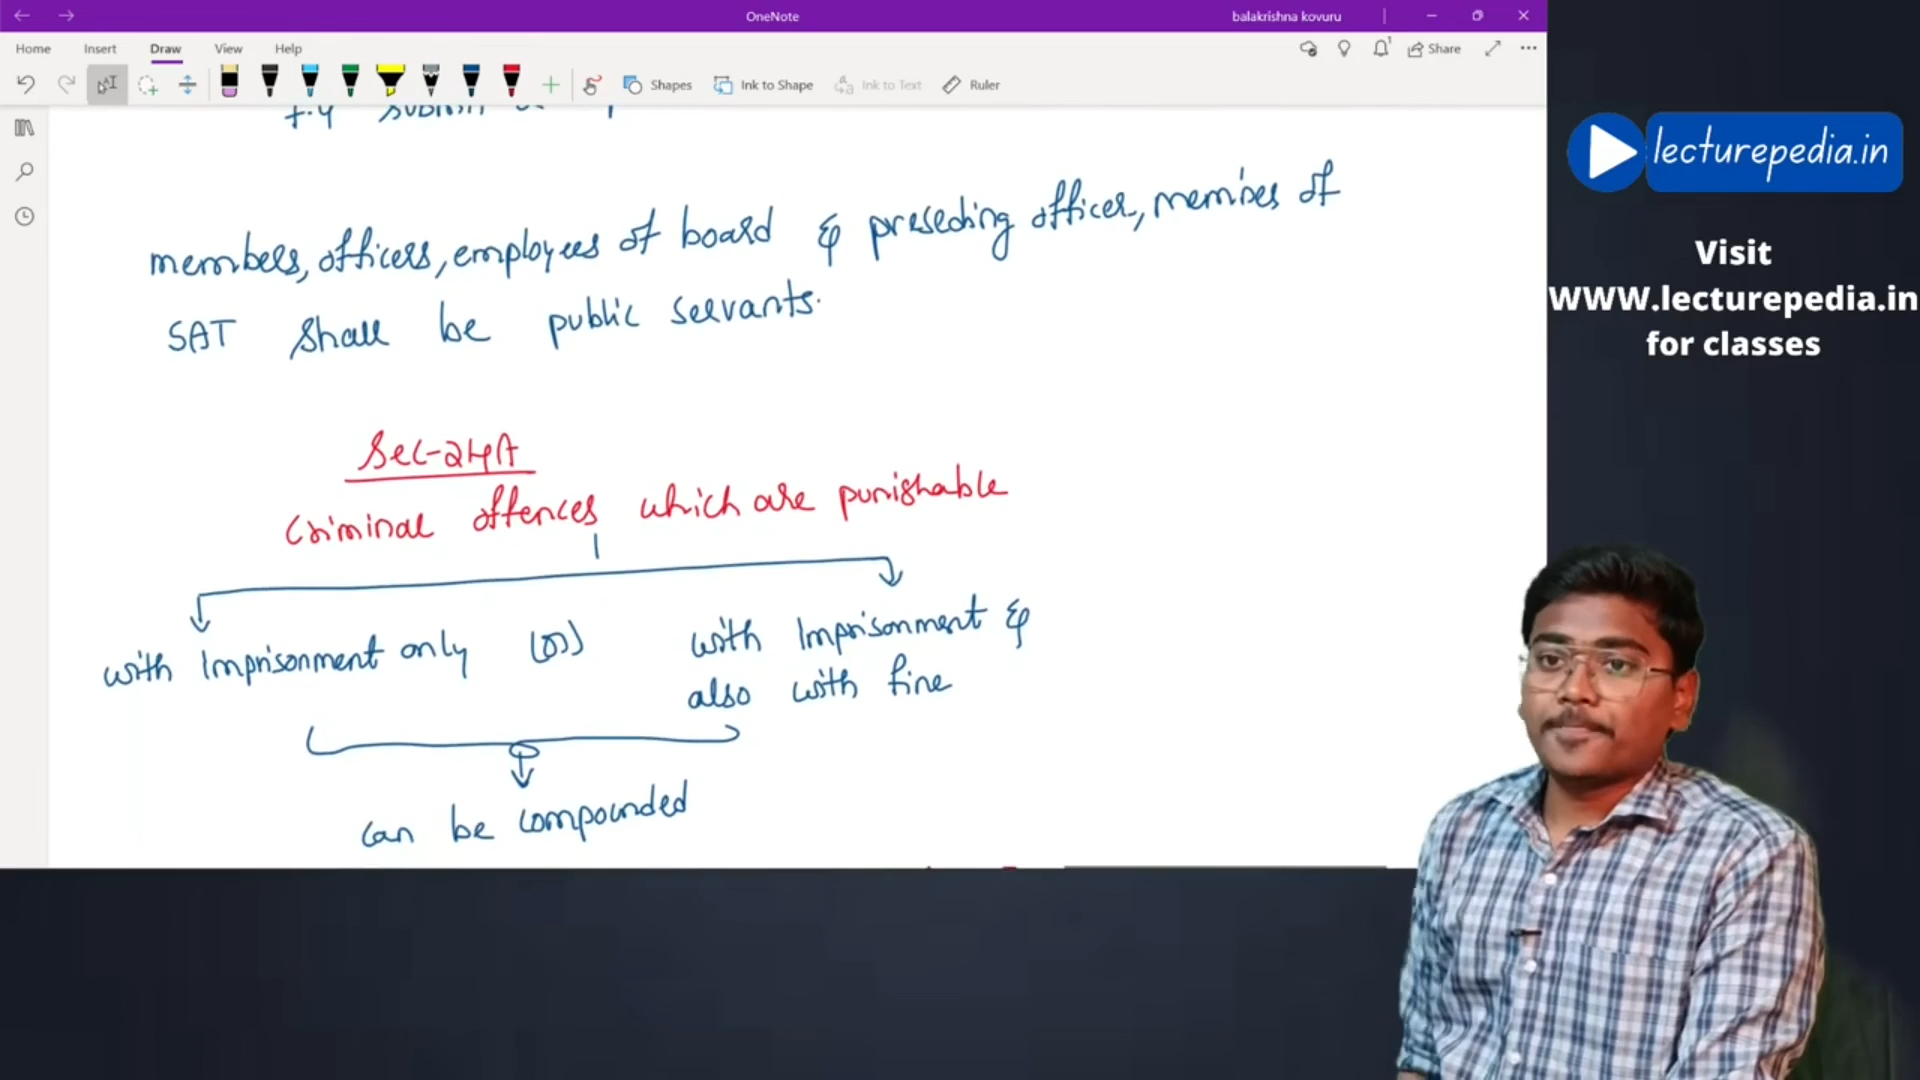 OneNote
balakrishna kovuru
Home Insert Draw View Help
1
Share
Shapes
Ink to Shape
Ink to Text
Ruler
submit
members, officers, employees of board & preseding officer, members of
SAT shall be public servants.
Sec-24A
Criminal offences which are punishable
with Imprisonment only (or) with Imprisonment &
also with fine
can be compounded
lecturepedia.in
Visit
WWW.lecturepedia.in
for classes